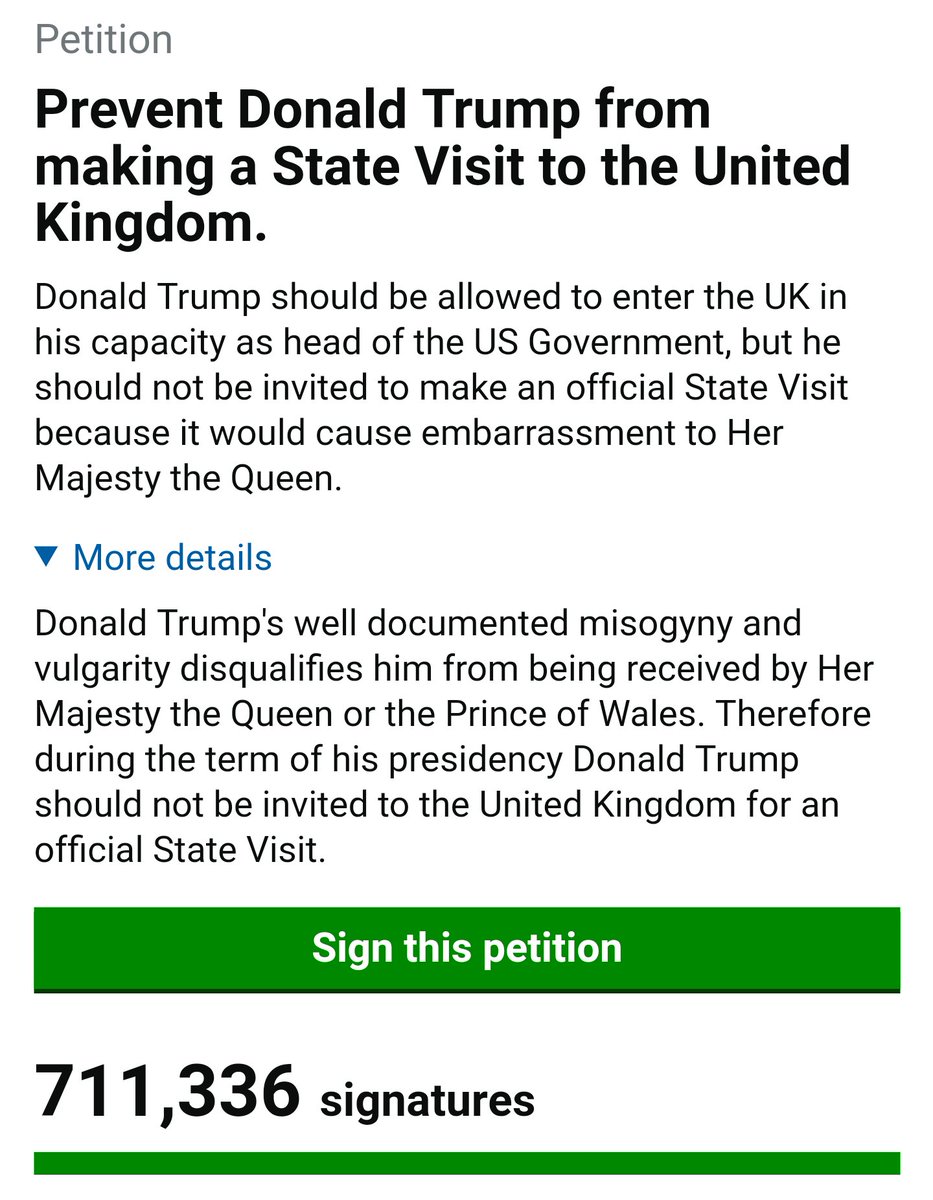 Petition
Prevent Donald Trump from
making a State Visit to the United
Kingdom.
Donald Trump should be allowed to enter the UK in
his capacity as head of the US Government, but he
should not be invited to make an official State Visit
because it would cause embarrassment to Her
Majesty the Queen.
More details
Donald Trump's well documented misogyny and
vulgarity disqualifies him from being received by Her
Majesty the Queen or the Prince of Wales. Therefore
during the term of his presidency Donald Trump
should not be invited to the United Kingdom for an
official State Visit.
Sign this petition
711,336 signatures